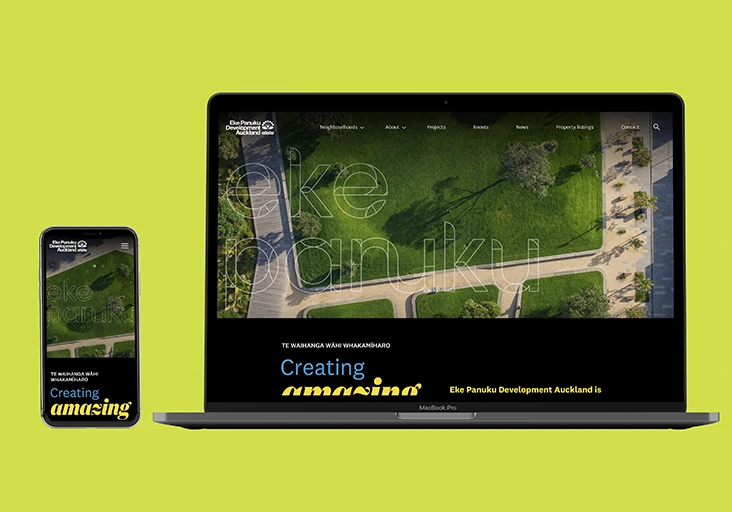 Eke Panuku
Development
Auckland
Neighbourhoods
About
Projects
Events
News
Property listings
Contact
eke
panuku
TE WAIHANGA WĀHI WHAKAMĪHARO
Creating
amazing
Eke Panuku Development Auckland is
MacBook Pro
Eke Panuku
Development
Auckland
eke
panuku
TE WAIHANGA WĀHI
WHAKAMĪHARO
Creating
amazing